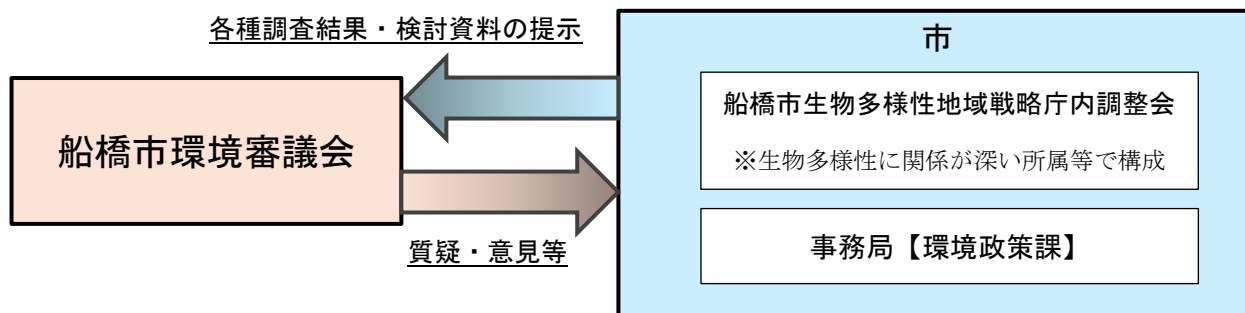 各種調査結果・検討資料の提示
船橋市環境審議会
質疑・意見等
市
船橋市生物多様性地域戦略庁内調整会
※生物多様性に関係が深い所属等で構成
事務局【環境政策課】